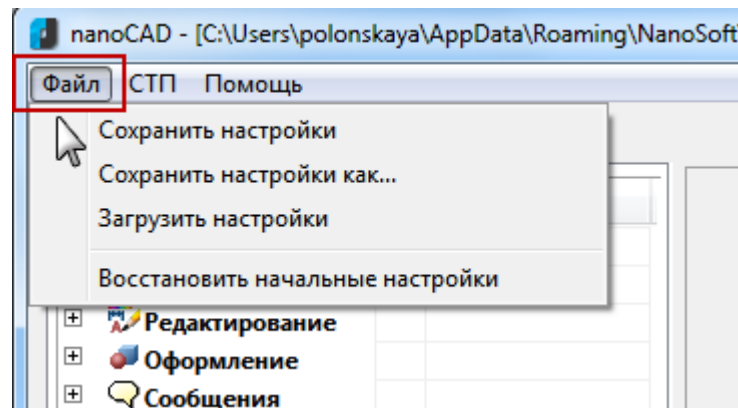 nanoCAD - [C:\Users\polonskaya\AppData\Roaming\NanoSoft
Файл СТП Помощь
Сохранить настройки
Сохранить настройки как...
Загрузить настройки
Восстановить начальные настройки
Редактирование
Оформление
Сообщения